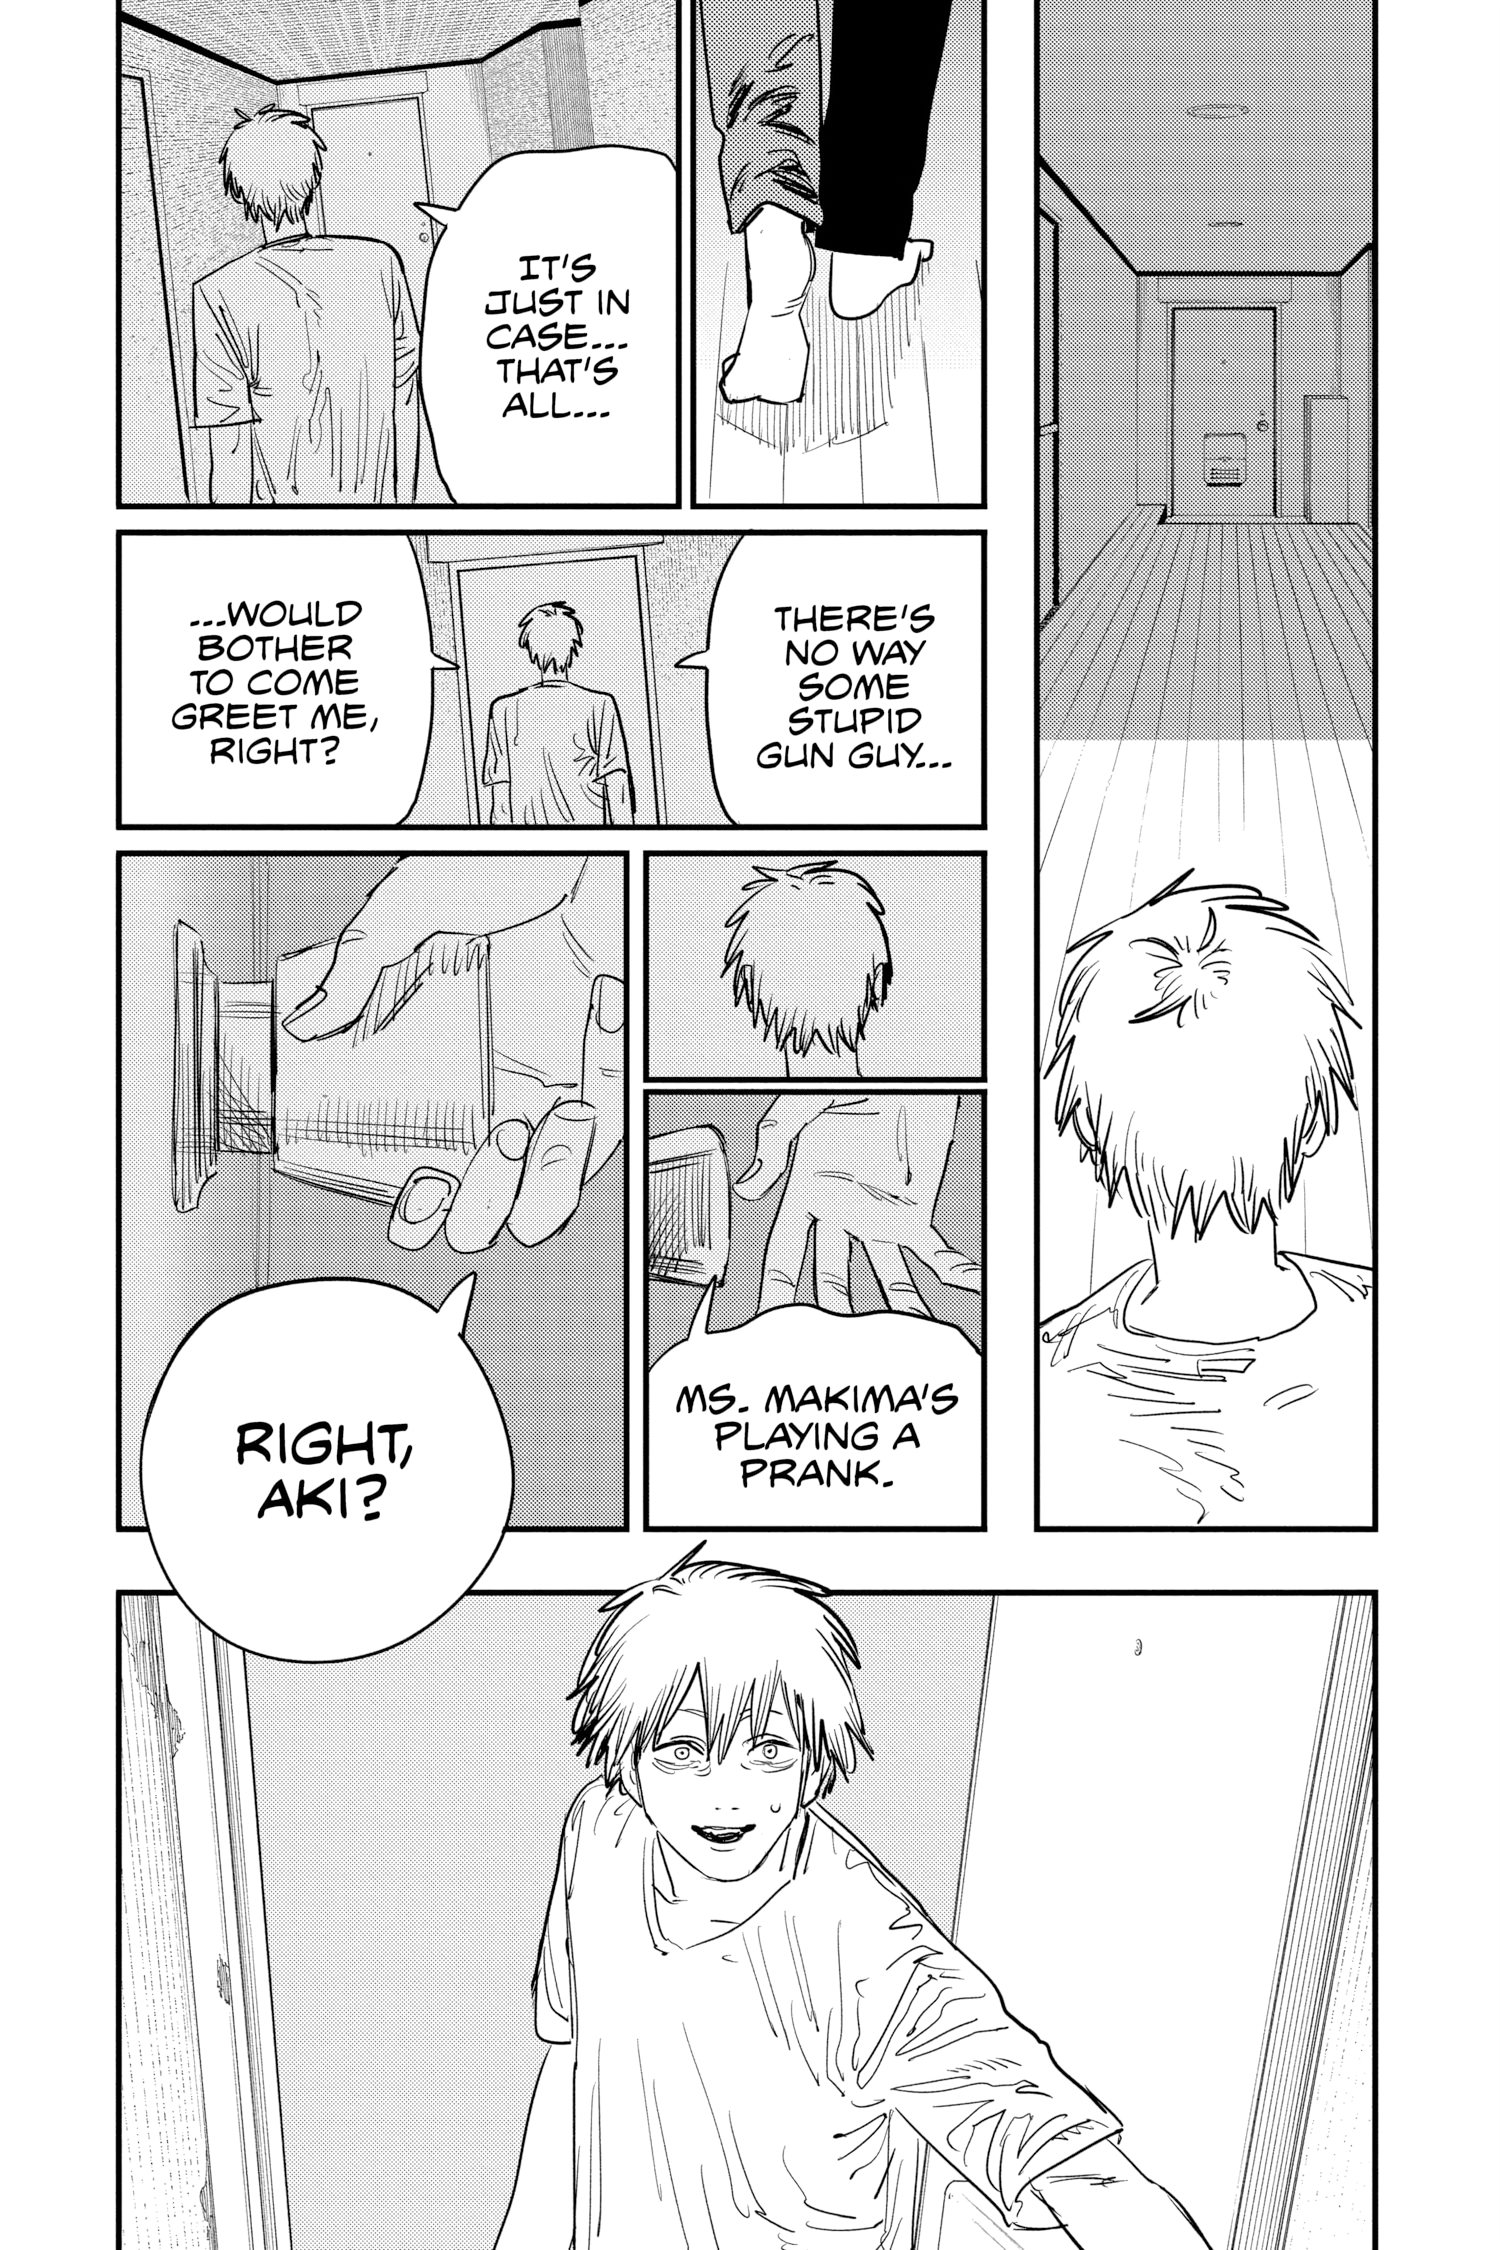 IT'S
JUST IN
CASE...
THAT'S
ALL...
THERE'S
NO WAY
SOME
STUPID
GUN GUY...
...WOULD
BOTHER
TO COME
GREET ME,
RIGHT?
MS. MAKIMA'S
PLAYING A
PRANK.
RIGHT,
AKI?